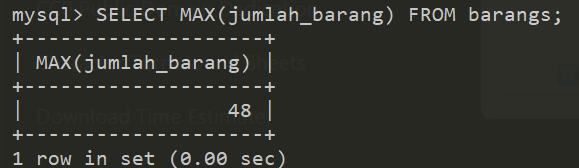 mysql> SELECT MAX(jumlah_barang) FROM barangs;
+--------------------+
| MAX(jumlah_barang) |
+--------------------+
|                 48 |
+--------------------+
1 row in set (0.00 sec)